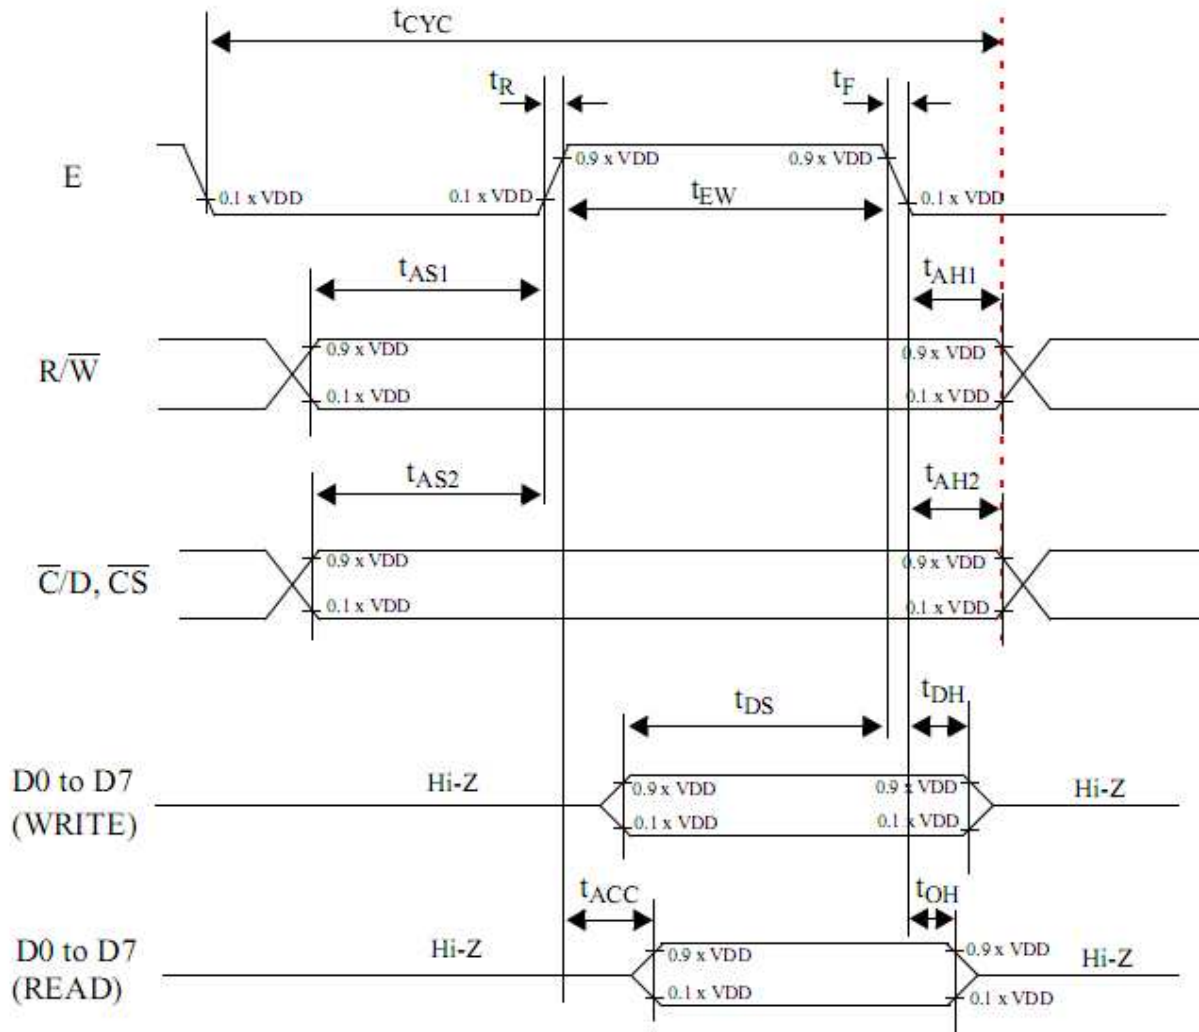 tCYC
tR
tF
E
0.9 x VDD
0.9 x VDD
0.1 x VDD
0.1 x VDD
tEW
0.1 x VDD
tAS1
tAH1
R/W̅
0.9 x VDD
0.9 x VDD
0.1 x VDD
0.1 x VDD
tAS2
tAH2
C̅/D, C̅S̅
0.9 x VDD
0.9 x VDD
0.1 x VDD
0.1 x VDD
tDS
tDH
D0 to D7
(WRITE)
Hi-Z
0.9 x VDD
0.9 x VDD
Hi-Z
0.1 x VDD
0.1 x VDD
tACC
tOH
D0 to D7
(READ)
Hi-Z
0.9 x VDD
0.9 x VDD
Hi-Z
0.1 x VDD
0.1 x VDD